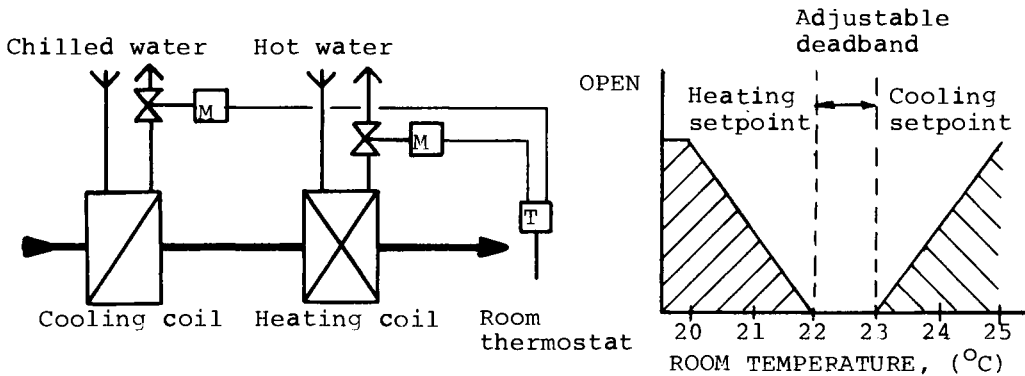 Chilled water
Hot water
M
M
T
Cooling coil
Heating coil
Room
thermostat
Adjustable
deadband
OPEN
Heating
setpoint
Cooling
setpoint
20 21 22 23 24 25
ROOM TEMPERATURE, (°C)